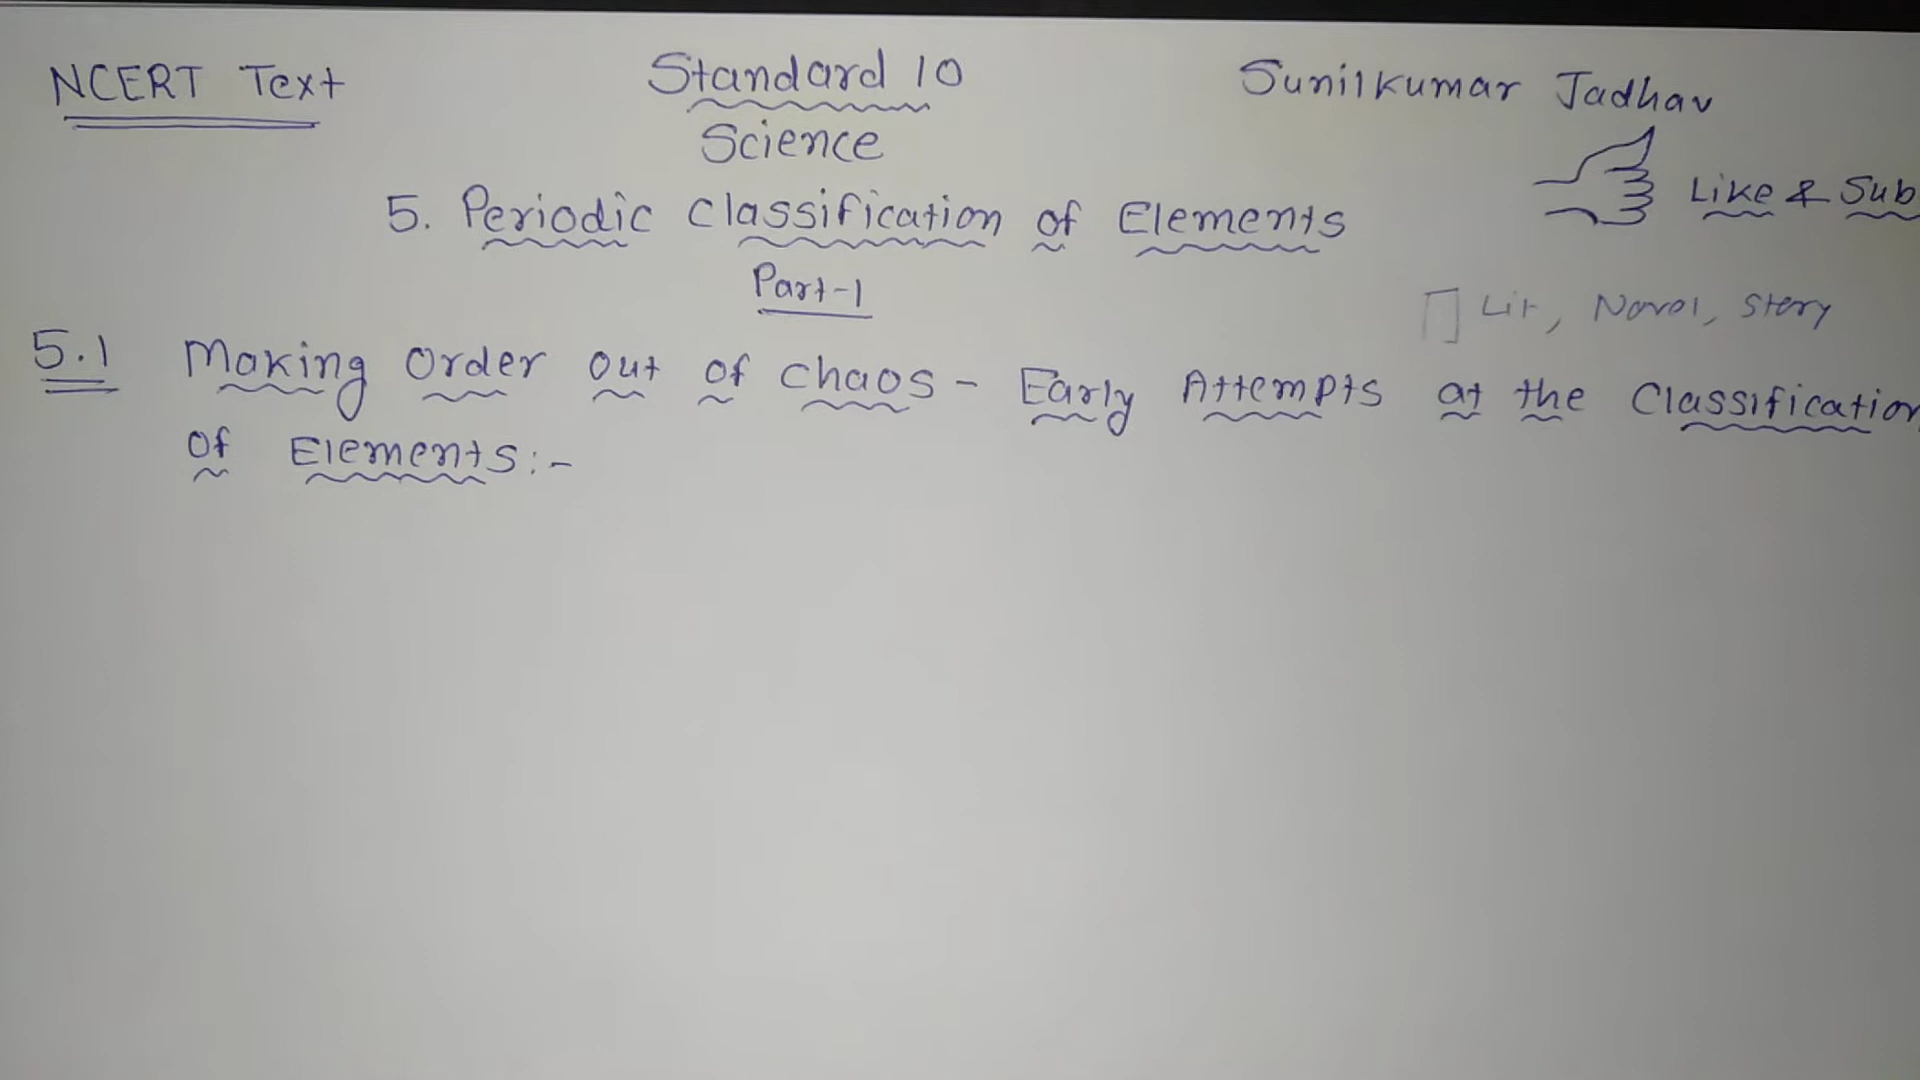 NCERT Text
Standard 10
Sunilkumar Jadhav
Science
Like & Sub
5. Periodic Classification of Elements
Part-1
Lit, Novel, Story
5.1 Making Order out of Chaos - Early Attempts at the Classification
of Elements:-